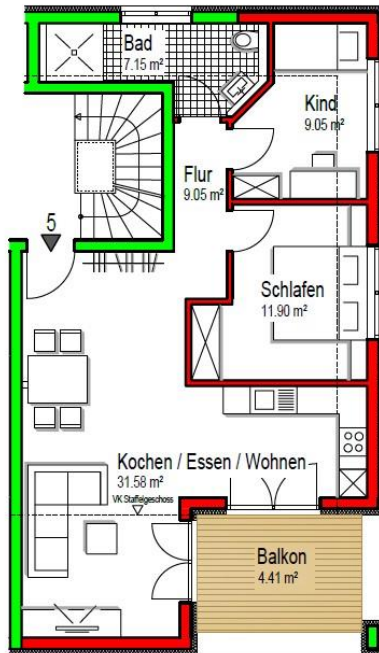 Bad
7.15 m²
Kind
9.05 m²
Flur
9.05 m²
5
Schlafen
11.90 m²
Kochen / Essen / Wohnen
31.58 m²
VK Staffelgeschoss
Balkon
4.41 m²